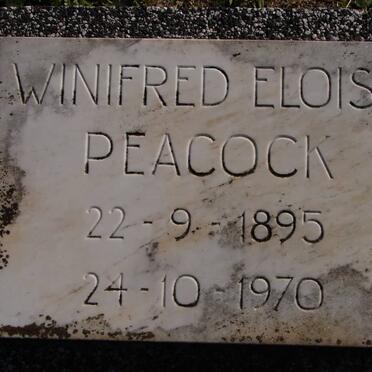 WINIFRED ELOIS
PEACOCK
22 - 9 - 1895
24 - 10 - 1970